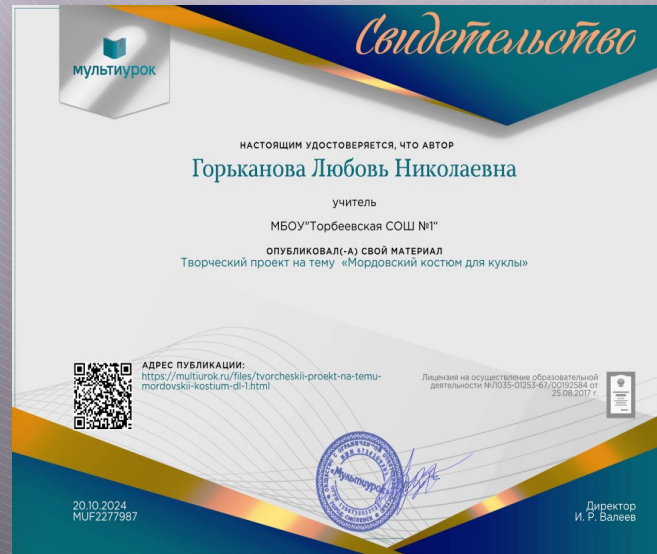 Свидетельство
мультиурок
НАСТОЯЩИМ УДОСТОВЕРЯЕТСЯ, ЧТО АВТОР
Горьканова Любовь Николаевна
учитель
МБОУ"Торбеевская СОШ №1"
ОПУБЛИКОВАЛ(-А) СВОЙ МАТЕРИАЛ
Творческий проект на тему «Мордовский костюм для куклы»
АДРЕС ПУБЛИКАЦИИ:
https://multiurok.ru/files/tvorcheskii-proekt-na-temu-
mordovskii-kostium-dl-1.html
Лицензия на осуществление образовательной
деятельности №Л035-01253-67/00192584 от
25.08.2017 г.
«Мультиурок»
20.10.2024
MUF2277987
Директор
И. Р. Валеев